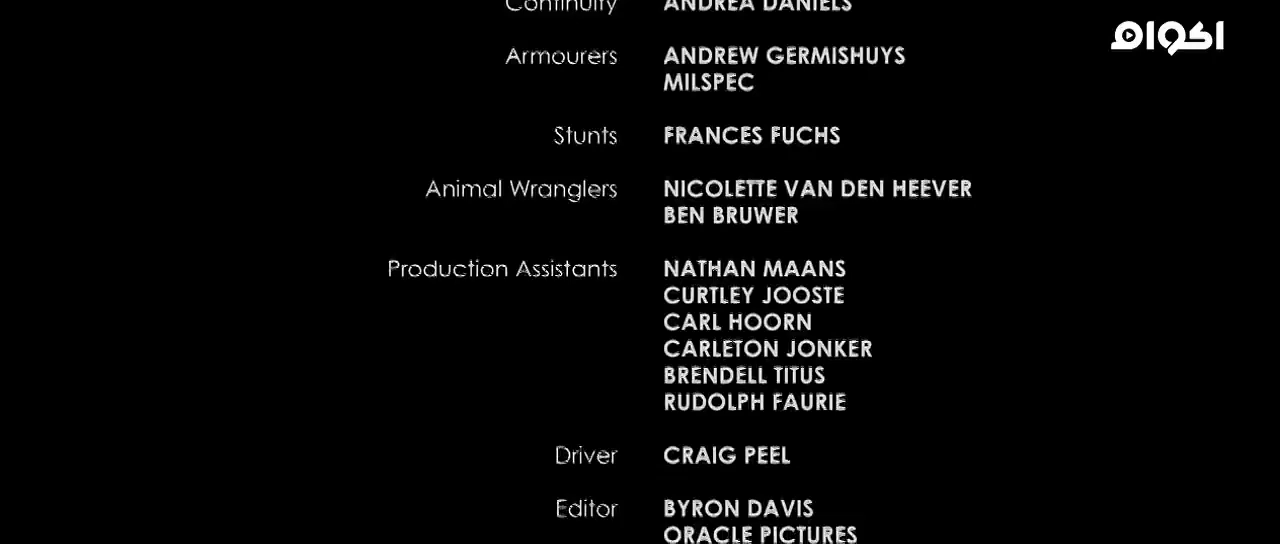 Continuity ANDREA DANIELS
اكوام
Armourers ANDREW GERMISHUYS
MILSPEC
Stunts FRANCES FUCHS
Animal Wranglers NICOLETTE VAN DEN HEEVER
BEN BRUWER
Production Assistants NATHAN MAANS
CURTLEY JOOSTE
CARL HOORN
CARLETON JONKER
BRENDELL TITUS
RUDOLPH FAURIE
Driver CRAIG PEEL
Editor BYRON DAVIS
ORACLE PICTURES